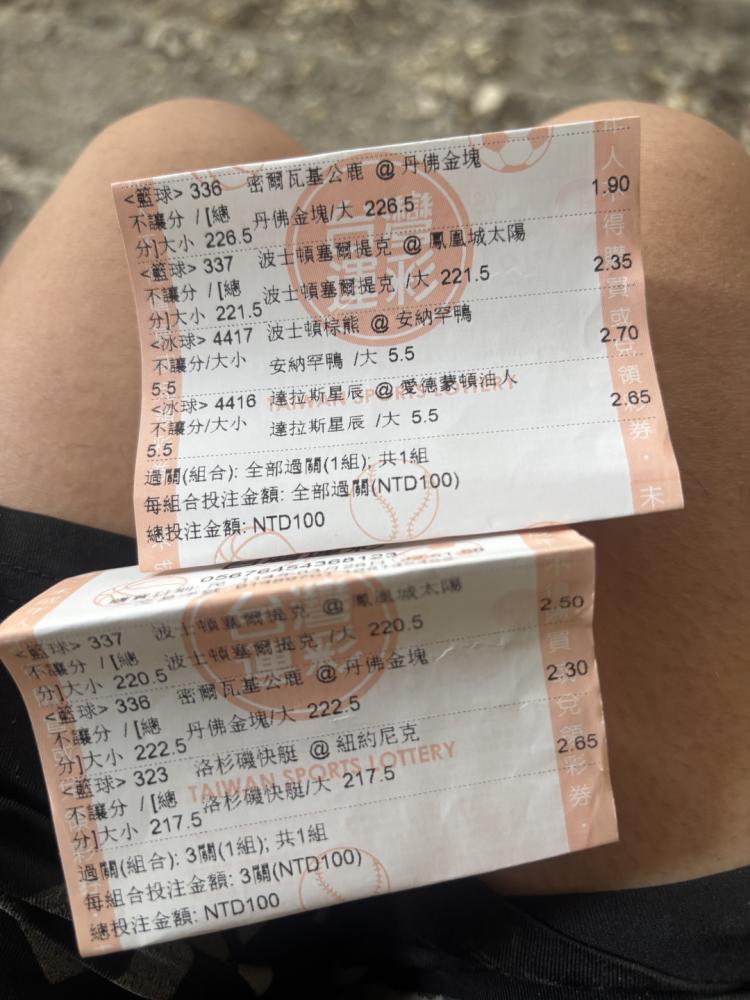 <籃球> 336 密爾瓦基公鹿 @ 丹佛金塊
不讓分 / [總 丹佛金塊/大 226.5 1.90
分]大小 226.5
<籃球> 337 波士頓塞爾提克 @ 鳳凰城太陽
不讓分 / [總 波士頓塞爾提克 /大 221.5 2.35
分]大小 221.5
<冰球> 4417 波士頓棕熊 @ 安納罕鴨
不讓分/大小 安納罕鴨 /大 5.5 2.70
5.5
<冰球> 4416 達拉斯星辰 @ 愛德蒙頓油人
不讓分/大小 達拉斯星辰 /大 5.5 2.65
5.5
過關(組合): 全部過關(1組); 共1組
每組合投注金額: 全部過關(NTD100)
總投注金額: NTD100
台灣
運彩
TAIWAN SPORTS LOTTERY
<籃球> 337 波士頓塞爾提克 @ 鳳凰城太陽
不讓分 / [總 波士頓塞爾提克 /大 220.5 2.50
分]大小 220.5
<籃球> 336 密爾瓦基公鹿 @ 丹佛金塊
不讓分 / [總 丹佛金塊/大 222.5 2.30
分]大小 222.5
<籃球> 323 洛杉磯快艇 @ 紐約尼克
不讓分 / [總 洛杉磯快艇/大 217.5 2.65
分]大小 217.5
過關(組合): 3關(1組); 共1組
每組合投注金額: 3關(NTD100)
總投注金額: NTD100
台灣
運彩
TAIWAN SPORTS LOTTERY